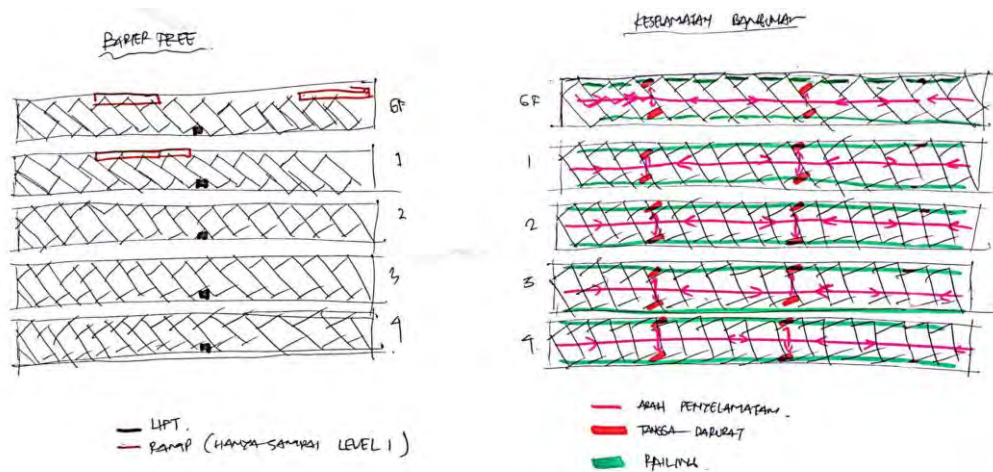 BARIER FREE
GF
1
2
3
4
LIFT.
RAMP (HANYA SAMPAI LEVEL 1)
KESELAMATAN BANGUNAN
GF
1
2
3
4.
ARAH PENYELAMATAN.
TANGGA DARURAT
RAILING